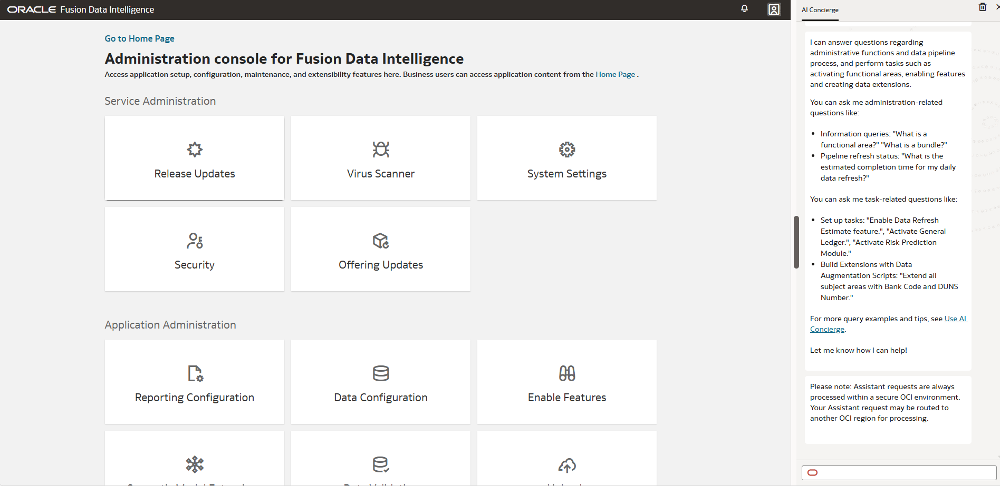 ORACLE Fusion Data Intelligence
Go to Home Page
Administration console for Fusion Data Intelligence
Access application setup, configuration, maintenance, and extensibility features here. Business users can access application content from the Home Page .
Service Administration
Release Updates
Virus Scanner
System Settings
Security
Offering Updates
Application Administration
Reporting Configuration
Data Configuration
Enable Features
AI Concierge
I can answer questions regarding
administrative functions and data pipeline
process, and perform tasks such as
activating functional areas, enabling features
and creating data extensions.
You can ask me administration-related
questions like:
• Information queries: "What is a
functional area?" "What is a bundle?"
• Pipeline refresh status: "What is the
estimated completion time for my daily
data refresh?"
You can ask me task-related questions like:
• Set up tasks: "Enable Data Refresh
Estimate feature.", "Activate General
Ledger.", "Activate Risk Prediction
Module."
• Build Extensions with Data
Augmentation Scripts: "Extend all
subject areas with Bank Code and DUNS
Number."
For more query examples and tips, see Use AI
Concierge.
Let me know how I can help!
Please note: Assistant requests are always
processed within a secure OCI environment.
Your Assistant request may be routed to
another OCI region for processing.